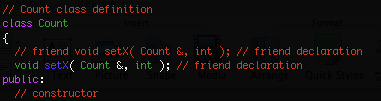 // Count class definition
class Count
{
// friend void setX( Count &, int ); // friend declaration
void setX( Count &, int ); // friend declaration
public:
// constructor